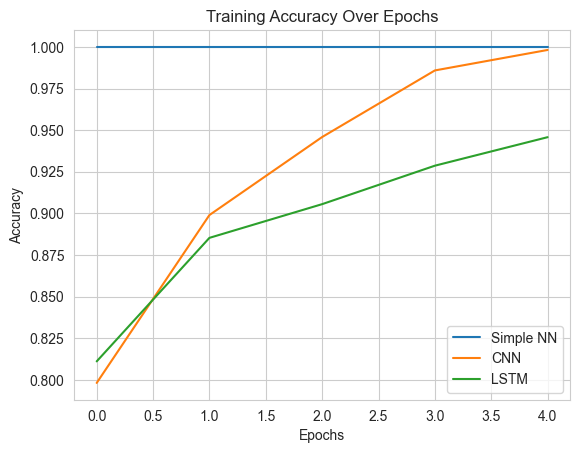 Training Accuracy Over Epochs
1.000
0.975
0.950
0.925
0.900
0.875
0.850
0.825
0.800
Accuracy
Simple NN
CNN
LSTM
0.0 0.5 1.0 1.5 2.0 2.5 3.0 3.5 4.0
Epochs